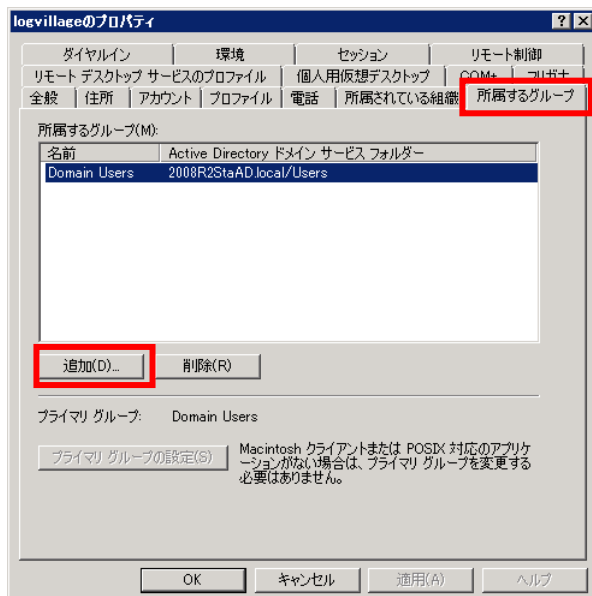 logvillageのプロパティ
ダイヤルイン 環境 セッション リモート制御
リモート デスクトップ サービスのプロファイル 個人用仮想デスクトップ COM+ フリガナ
全般 住所 アカウント プロファイル 電話 所属されている組織 所属するグループ
所属するグループ(M):
名前 Active Directory ドメイン サービス フォルダー
Domain Users 2008R2StaAD.local/Users
追加(D)... 削除(R)
プライマリ グループ: Domain Users
プライマリ グループの設定(S)
Macintosh クライアントまたは POSIX 対応のアプリケ
ーションがない場合は、プライマリ グループを変更する
必要はありません。
OK キャンセル 適用(A) ヘルプ